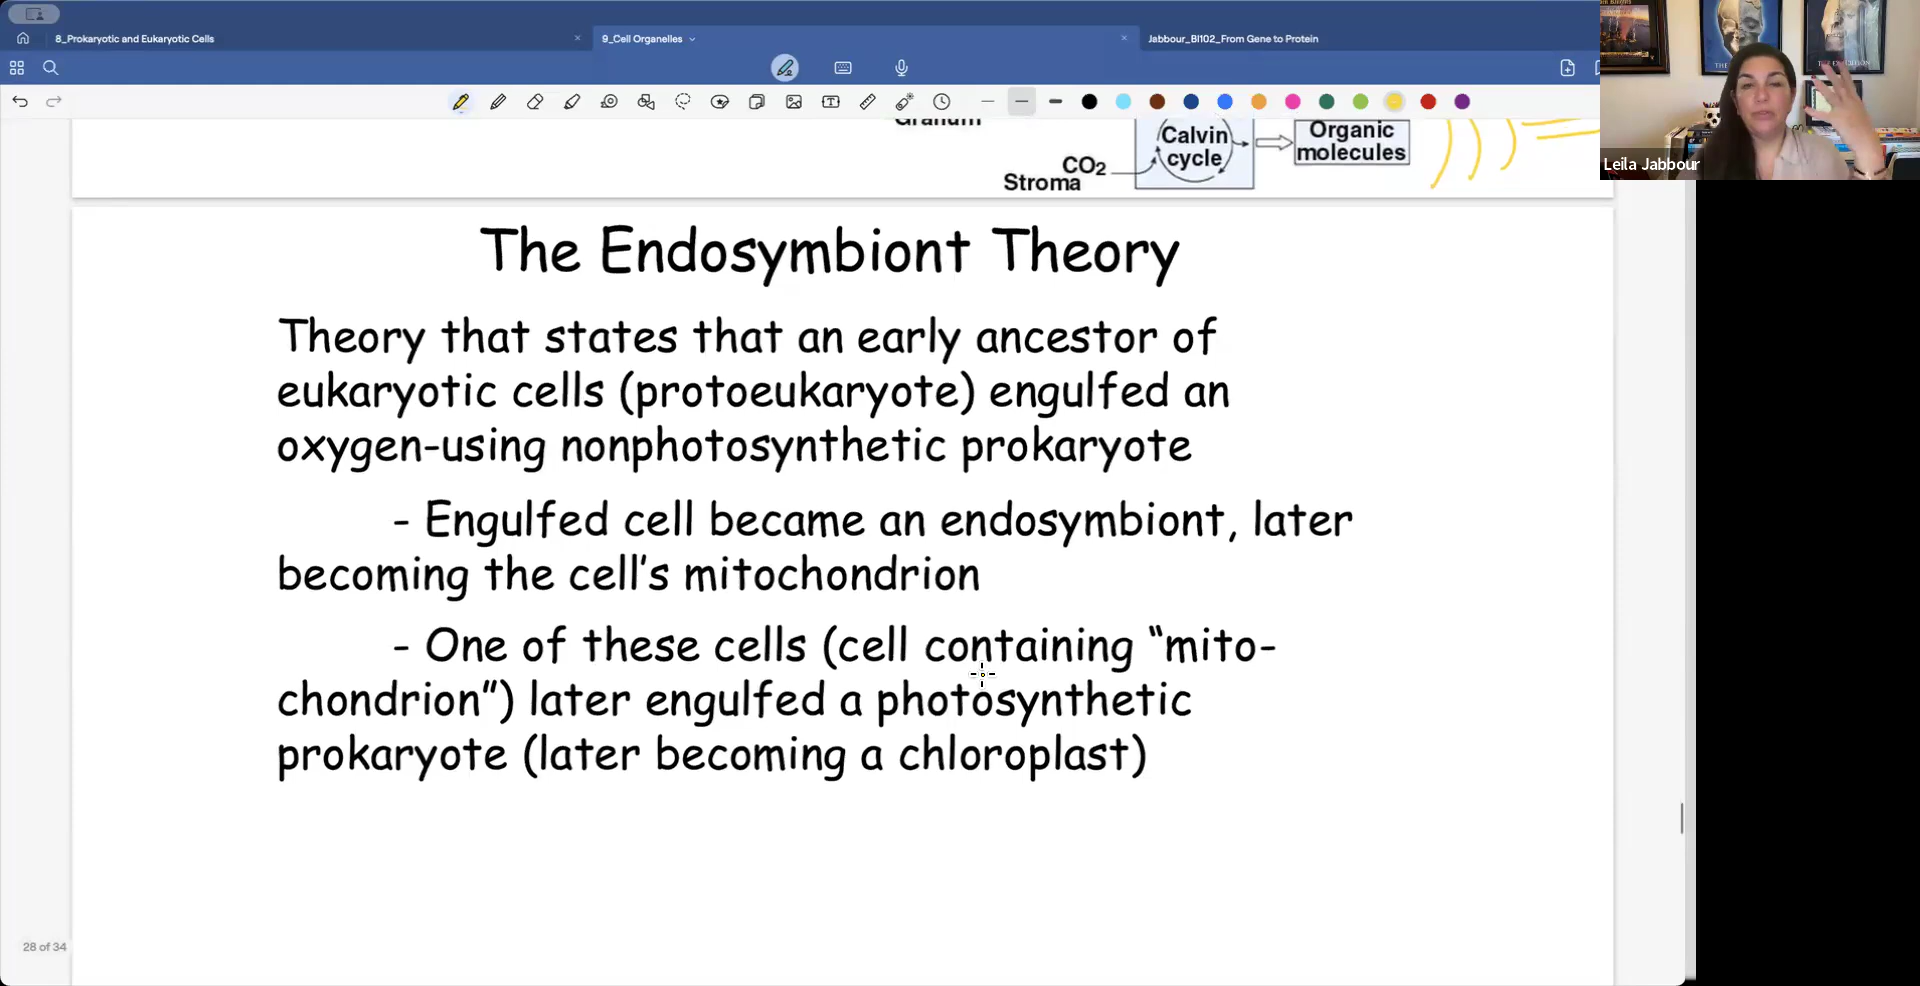 8_Prokaryotic and Eukaryotic Cells
9_Cell Organelles
Jabbour_BI102_From Gene to Protein
Granum
CO2
Stroma
Calvin
cycle
Organic
molecules
Leila Jabbour
The Endosymbiont Theory
Theory that states that an early ancestor of
eukaryotic cells (protoeukaryote) engulfed an
oxygen-using nonphotosynthetic prokaryote
- Engulfed cell became an endosymbiont, later
becoming the cell's mitochondrion
- One of these cells (cell containing “mito-
chondrion”) later engulfed a photosynthetic
prokaryote (later becoming a chloroplast)
28 of 34